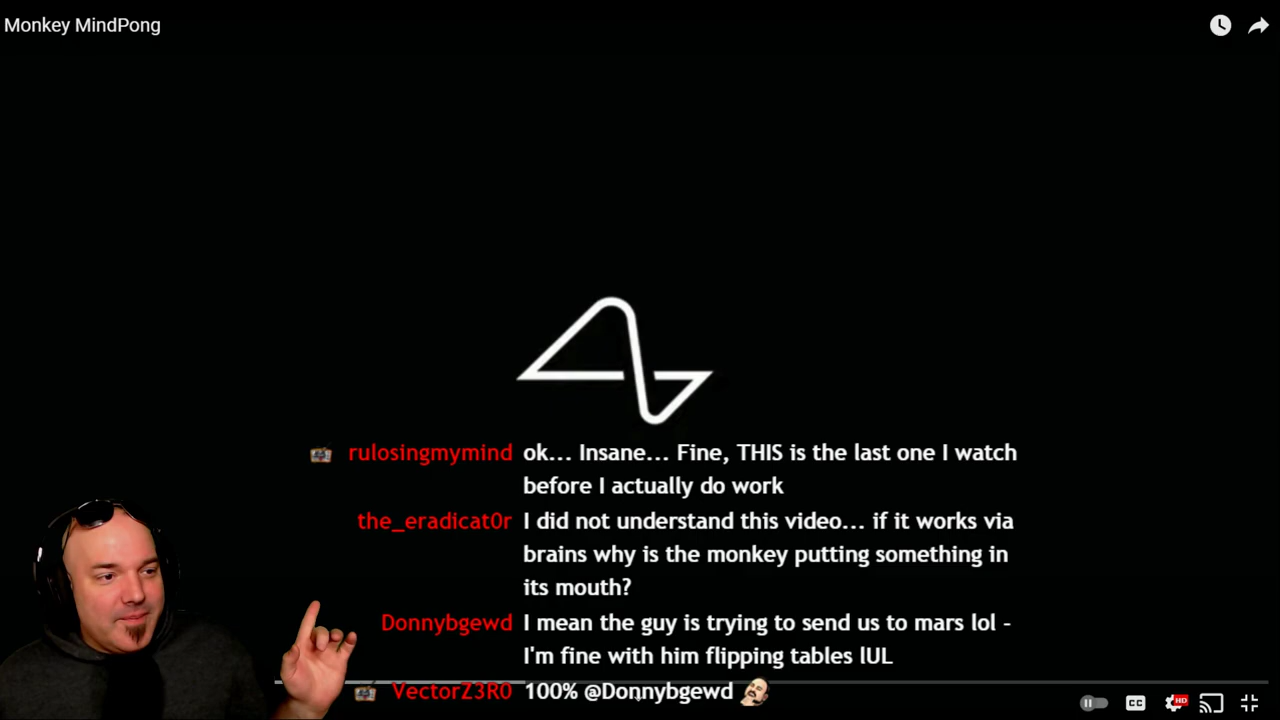 Monkey MindPong
rulosingmymind ok... Insane... Fine, THIS is the last one I watch
before I actually do work
the_eradicat0r I did not understand this video... if it works via
brains why is the monkey putting something in
its mouth?
Donnybgewd I mean the guy is trying to send us to mars lol -
I'm fine with him flipping tables lUL
VectorZ3R0 100% @Donnybgewd
CC HD